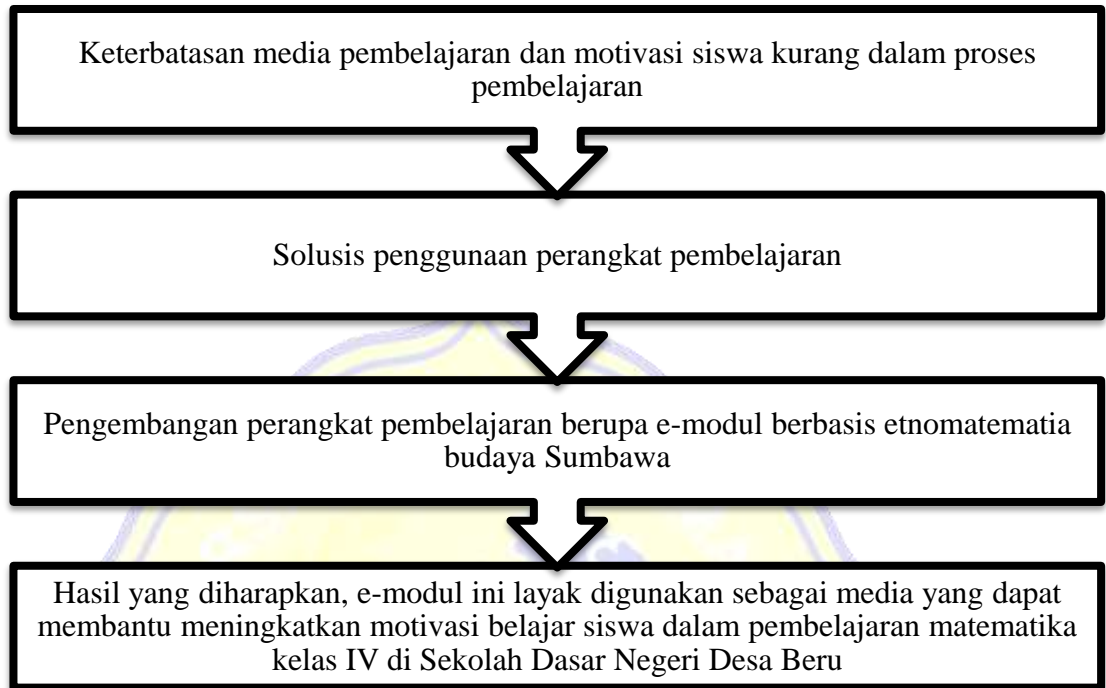 Keterbatasan media pembelajaran dan motivasi siswa kurang dalam proses
pembelajaran
Solusis penggunaan perangkat pembelajaran
Pengembangan perangkat pembelajaran berupa e-modul berbasis etnomatematia
budaya Sumbawa
Hasil yang diharapkan, e-modul ini layak digunakan sebagai media yang dapat
membantu meningkatkan motivasi belajar siswa dalam pembelajaran matematika
kelas IV di Sekolah Dasar Negeri Desa Beru